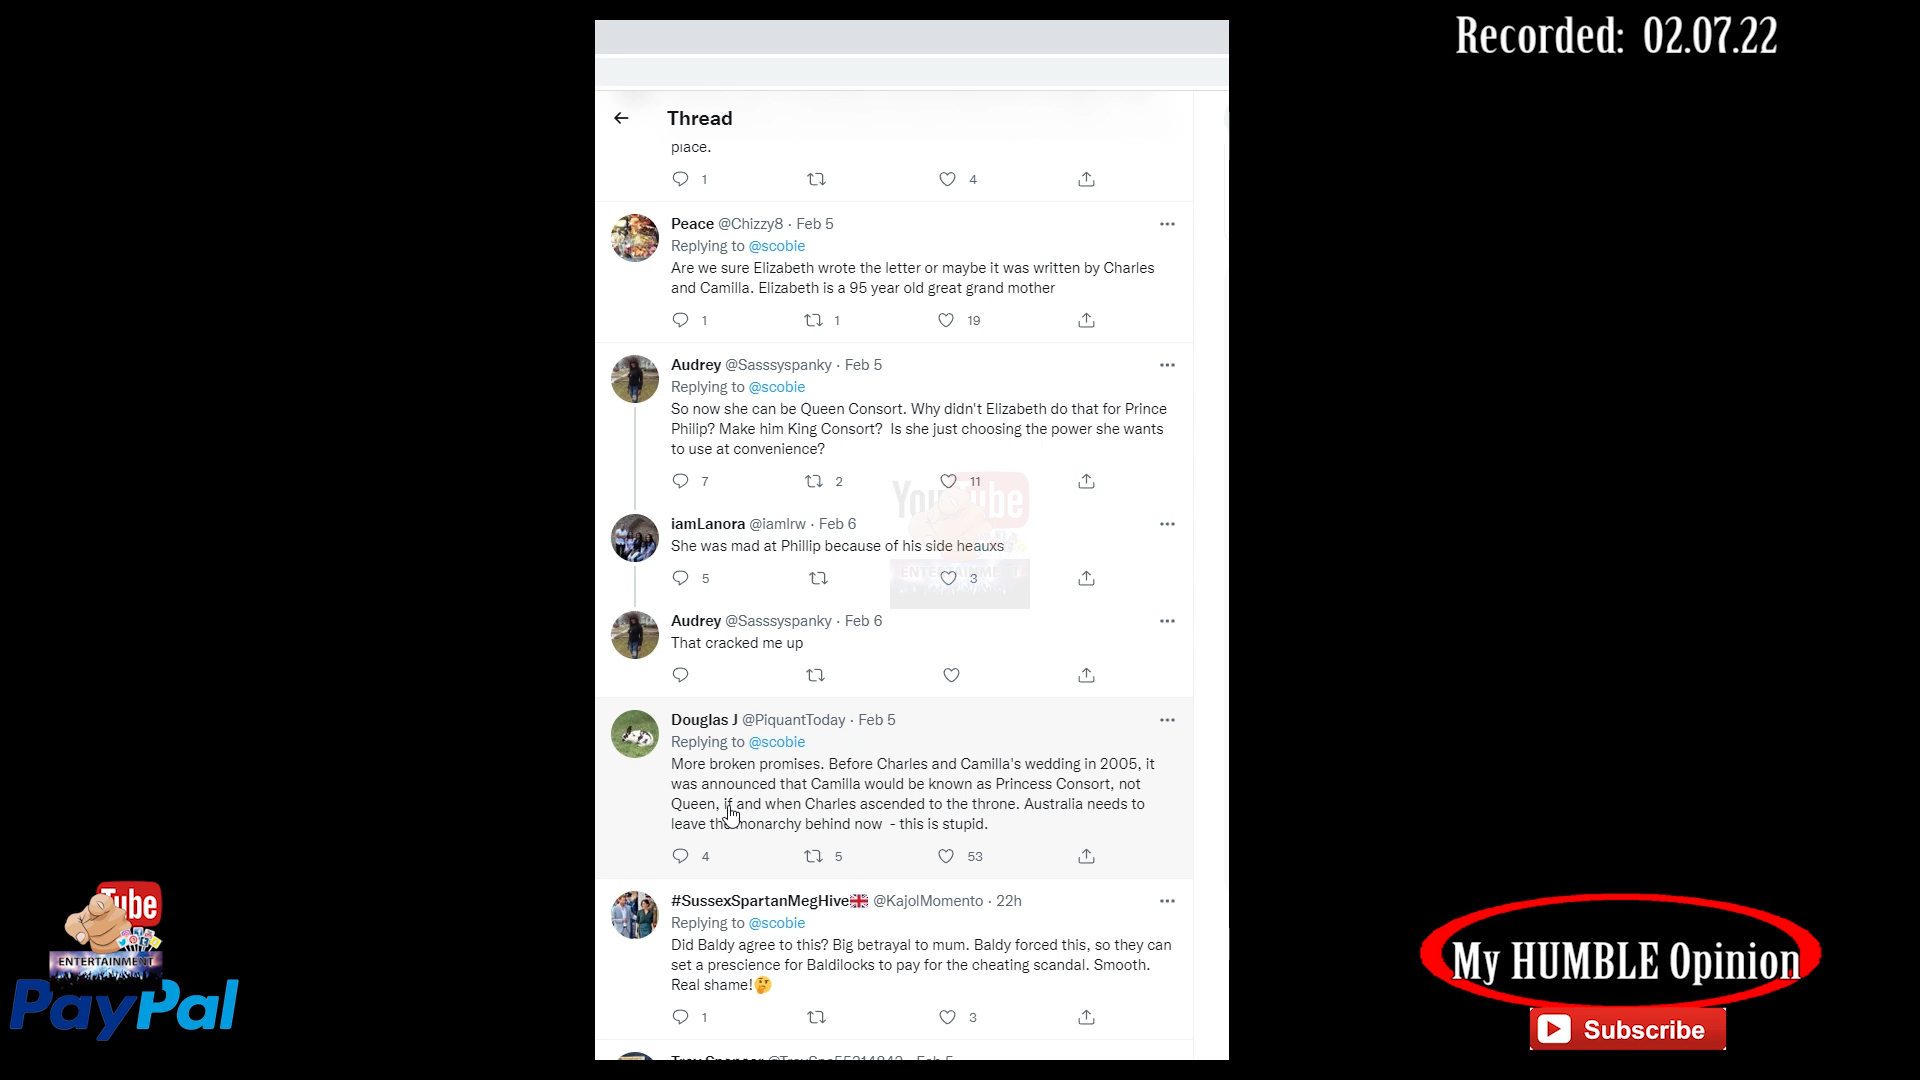 Recorded: 02.07.22
Thread
place.
1 4
Peace @Chizzy8 · Feb 5
Replying to @scobie
Are we sure Elizabeth wrote the letter or maybe it was written by Charles
and Camilla. Elizabeth is a 95 year old great grand mother
1 1 19
Audrey @Sasssyspanky · Feb 5
Replying to @scobie
So now she can be Queen Consort. Why didn't Elizabeth do that for Prince
Philip? Make him King Consort? Is she just choosing the power she wants
to use at convenience?
7 2 11
YouTube
iamLanora @iamlrw · Feb 6
She was mad at Phillip because of his side heauxs
ENTERTAINMENT
5 3
Audrey @Sasssyspanky · Feb 6
That cracked me up
Douglas J @PiquantToday · Feb 5
Replying to @scobie
More broken promises. Before Charles and Camilla's wedding in 2005, it
was announced that Camilla would be known as Princess Consort, not
Queen, if and when Charles ascended to the throne. Australia needs to
leave the monarchy behind now - this is stupid.
4 5 53
#SussexSpartanMegHive🇬🇧 @KajolMomento · 22h
Replying to @scobie
Did Baldy agree to this? Big betrayal to mum. Baldy forced this, so they can
set a prescience for Baldilocks to pay for the cheating scandal. Smooth.
Real shame!🤔
1 3
Tube
ENTERTAINMENT
PayPal
My HUMBLE Opinion
Subscribe